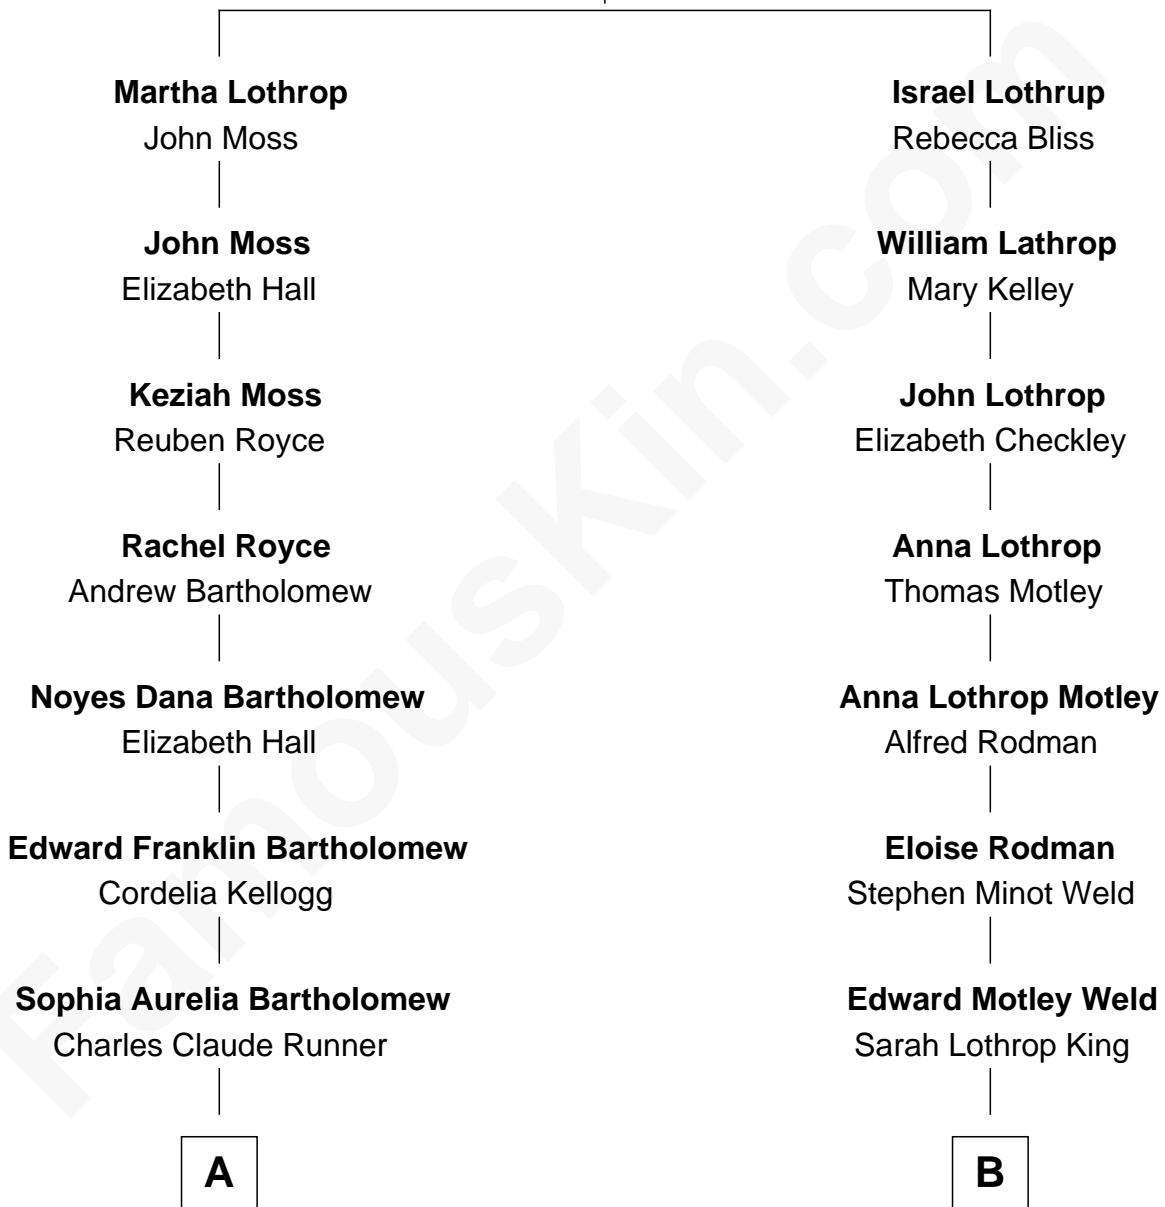 Martha Lothrop
John Moss
John Moss
Elizabeth Hall
Keziah Moss
Reuben Royce
Rachel Royce
Andrew Bartholomew
Noyes Dana Bartholomew
Elizabeth Hall
Edward Franklin Bartholomew
Cordelia Kellogg
Sophia Aurelia Bartholomew
Charles Claude Runner
A
Israel Lothrup
Rebecca Bliss
William Lathrop
Mary Kelley
John Lothrop
Elizabeth Checkley
Anna Lothrop
Thomas Motley
Anna Lothrop Motley
Alfred Rodman
Eloise Rodman
Stephen Minot Weld
Edward Motley Weld
Sarah Lothrop King
B
FamousKin.com